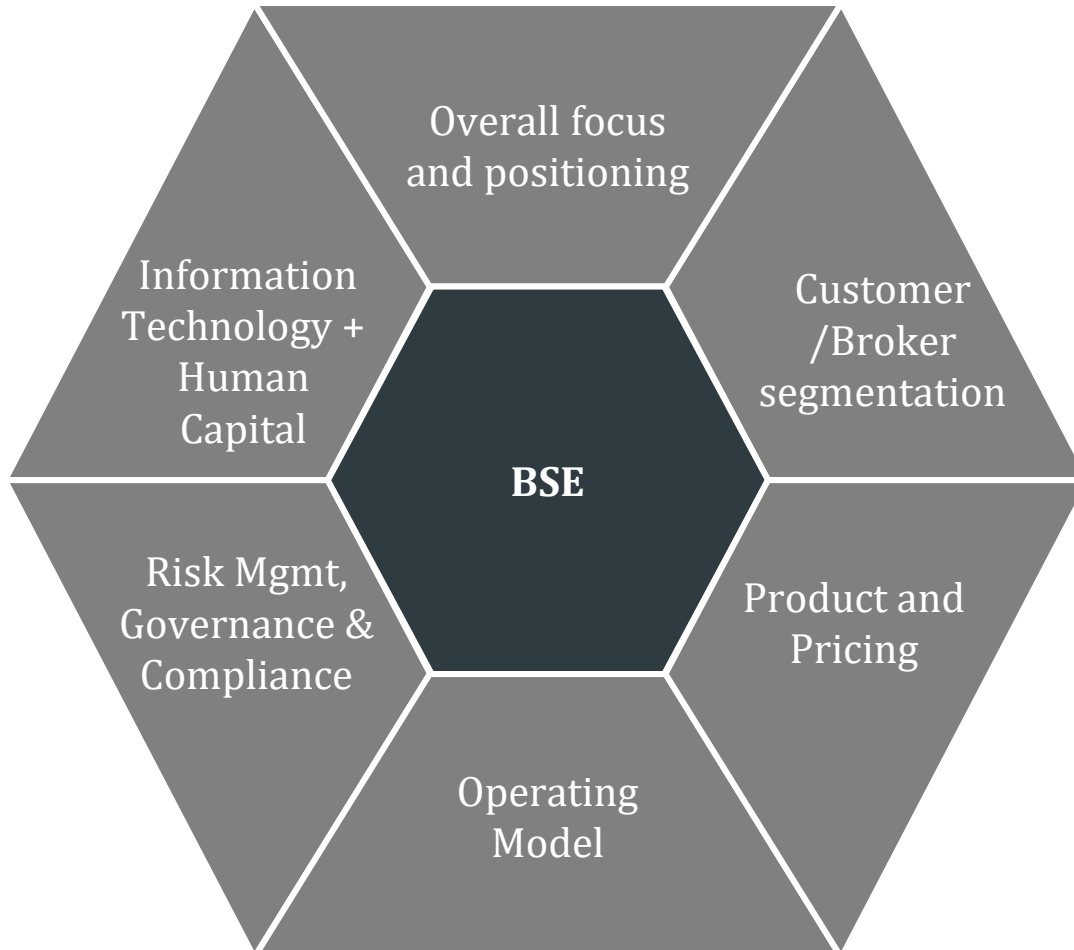 Overall focus
and positioning
Customer
/Broker
segmentation
Product and
Pricing
Operating
Model
Risk Mgmt,
Governance &
Compliance
Information
Technology +
Human
Capital
BSE